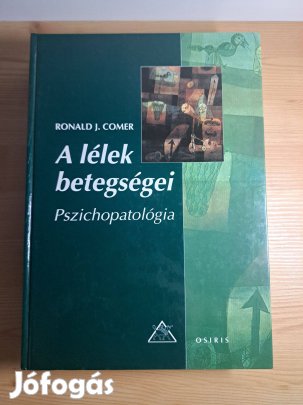 RONALD J. COMER
A lélek
betegségei
Pszichopatológia
OSIRIS
Jófogás